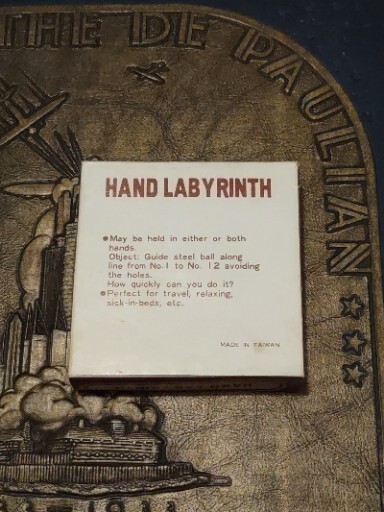 THE DE PAULIAN
HAND LABYRINTH
● May be held in either or both
hands.
Object: Guide steel ball along
line from No. 1 to No. 12 avoiding
the holes.
How quickly can you do it?
● Perfect for travel, relaxing,
sick-in-beds, etc.
MADE IN TAIWAN